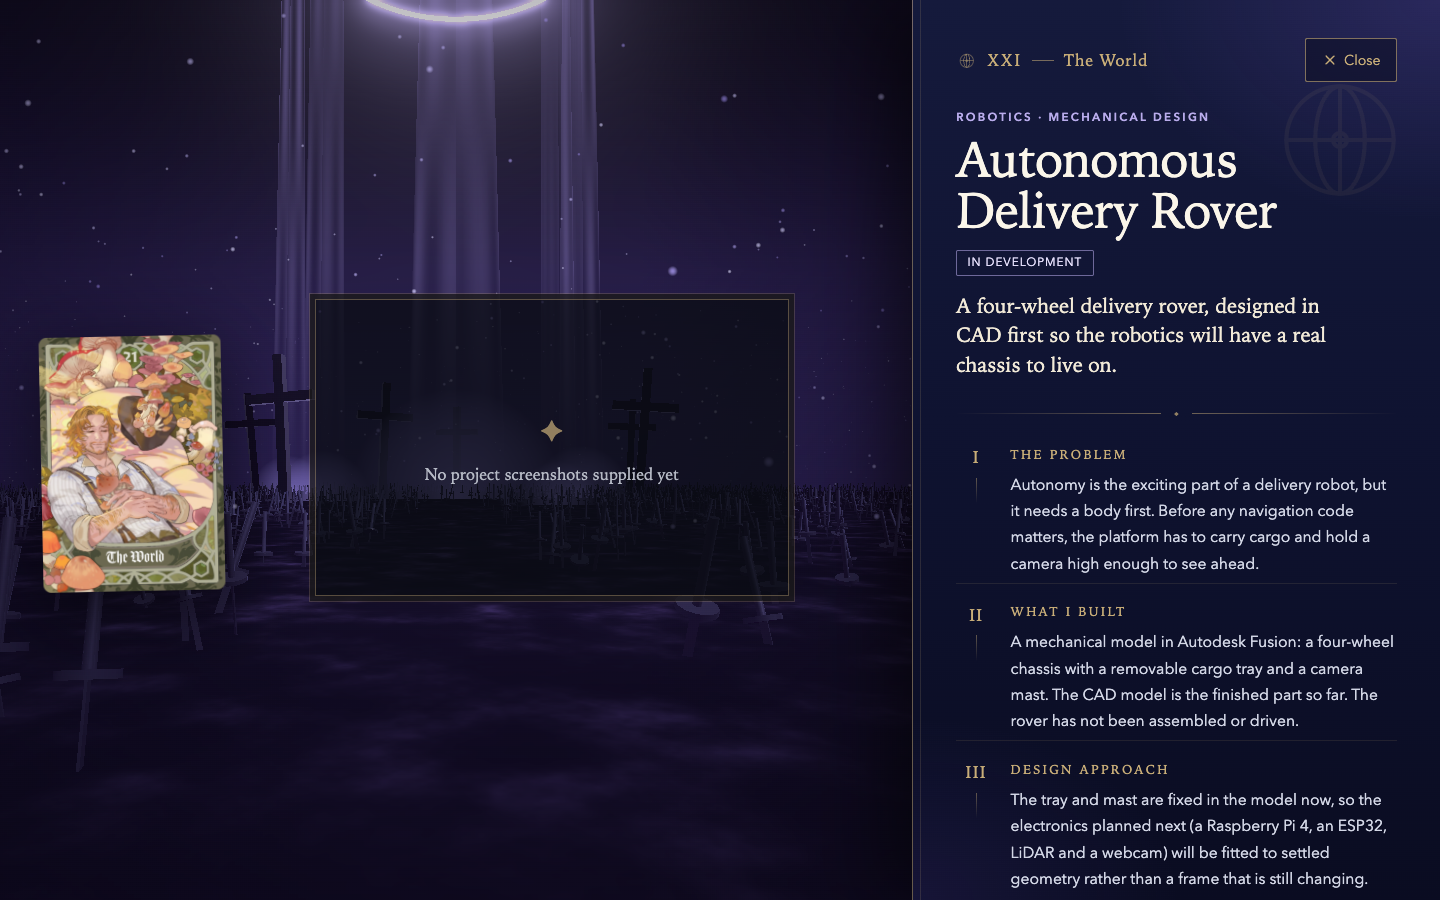 XXI — The World
× Close
ROBOTICS · MECHANICAL DESIGN
Autonomous
Delivery Rover
IN DEVELOPMENT
A four-wheel delivery rover, designed in
CAD first so the robotics will have a real
chassis to live on.
21
The World
No project screenshots supplied yet
I THE PROBLEM
Autonomy is the exciting part of a delivery robot, but
it needs a body first. Before any navigation code
matters, the platform has to carry cargo and hold a
camera high enough to see ahead.
II WHAT I BUILT
A mechanical model in Autodesk Fusion: a four-wheel
chassis with a removable cargo tray and a camera
mast. The CAD model is the finished part so far. The
rover has not been assembled or driven.
III DESIGN APPROACH
The tray and mast are fixed in the model now, so the
electronics planned next (a Raspberry Pi 4, an ESP32,
LiDAR and a webcam) will be fitted to settled
geometry rather than a frame that is still changing.